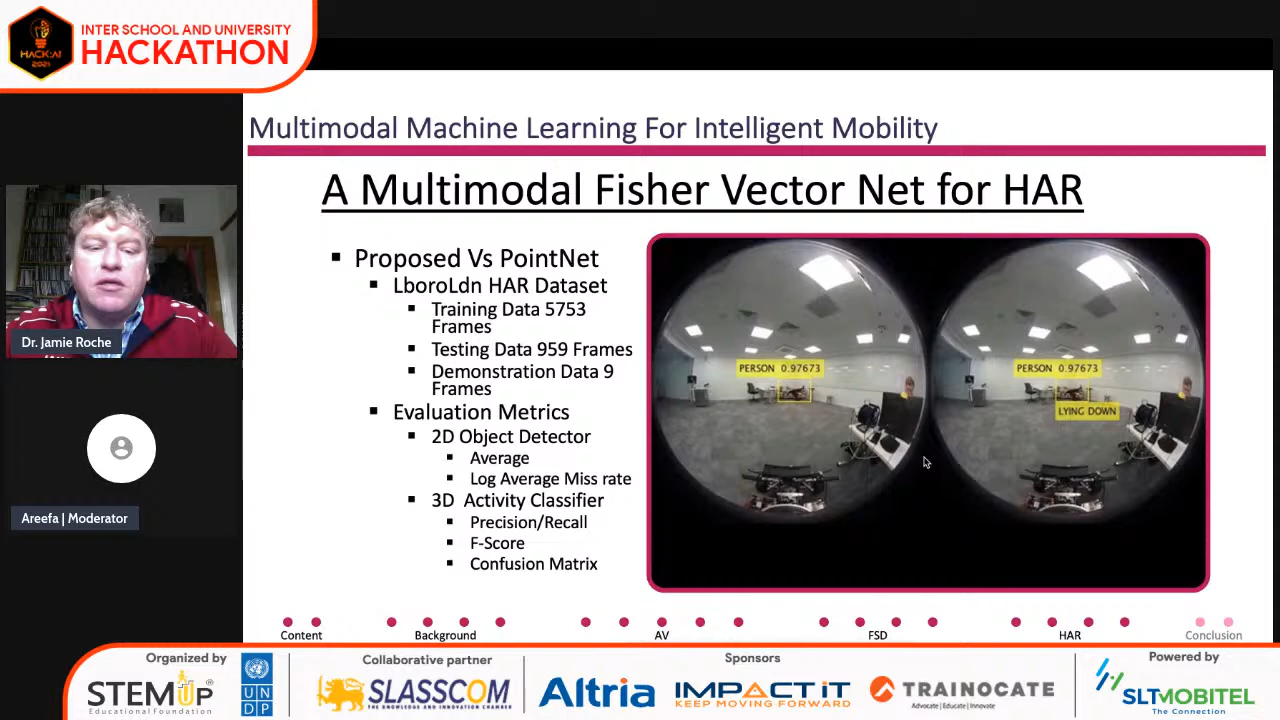 HACK:AI
2021
INTER SCHOOL AND UNIVERSITY
HACKATHON
Multimodal Machine Learning For Intelligent Mobility
A Multimodal Fisher Vector Net for HAR
Proposed Vs PointNet
LboroLdn HAR Dataset
Training Data 5753
Frames
Testing Data 959 Frames
Demonstration Data 9
Frames
Evaluation Metrics
2D Object Detector
Average
Log Average Miss rate
3D Activity Classifier
Precision/Recall
F-Score
Confusion Matrix
PERSON 0.97673
PERSON 0.97673
LYING DOWN
Dr. Jamie Roche
Areefa | Moderator
Content
Background
AV
FSD
HAR
Conclusion
Organized by
STEMUP
Educational Foundation
UN
DP
Collaborative partner
SLASSCOM
THE KNOWLEDGE AND INNOVATION CHAMBER
Sponsors
Altria
IMPACT iT
KEEP MOVING FORWARD
TRAINOCATE
Advocate | Educate | Innovate
Powered by
SLTMOBITEL
The Connection